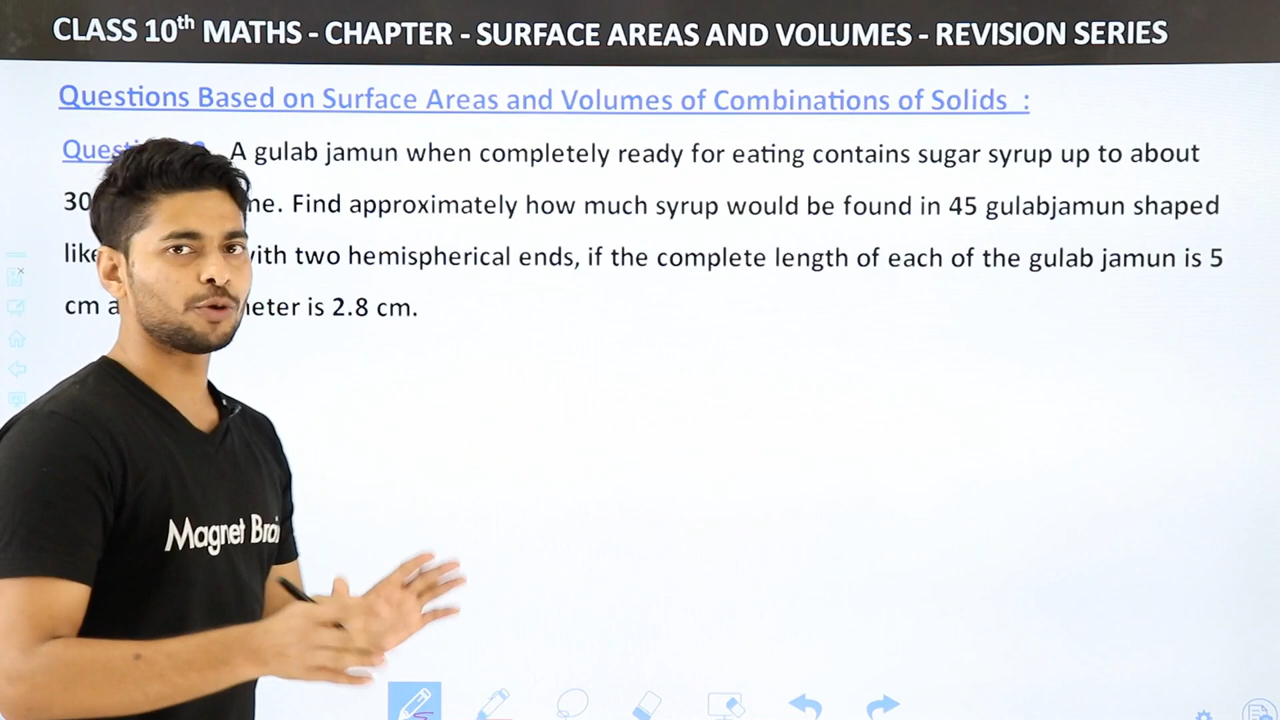 CLASS 10th MATHS - CHAPTER - SURFACE AREAS AND VOLUMES - REVISION SERIES
Questions Based on Surface Areas and Volumes of Combinations of Solids :
A gulab jamun when completely ready for eating contains sugar syrup up to about
30 Find approximately how much syrup would be found in 45 gulabjamun shaped
like with two hemispherical ends, if the complete length of each of the gulab jamun is 5
cm is 2.8 cm.
Magnet Brai